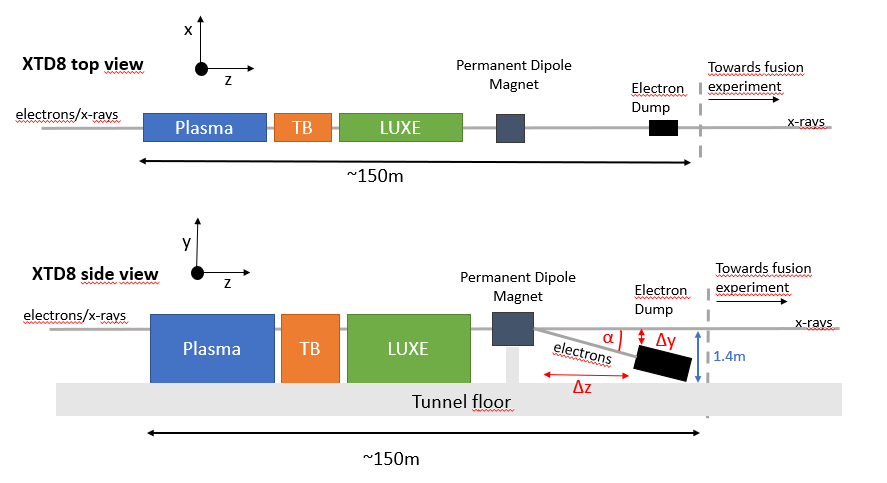 x
XTD8 top view
z
Permanent Dipole
Magnet
Electron
Dump
Towards fusion
experiment
electrons/x-rays
Plasma
TB
LUXE
x-rays
~150m
y
XTD8 side view
z
Permanent Dipole
Magnet
Electron
Dump
Towards fusion
experiment
electrons/x-rays
x-rays
Plasma
TB
LUXE
α
Δy
electrons
1.4m
Δz
Tunnel floor
~150m